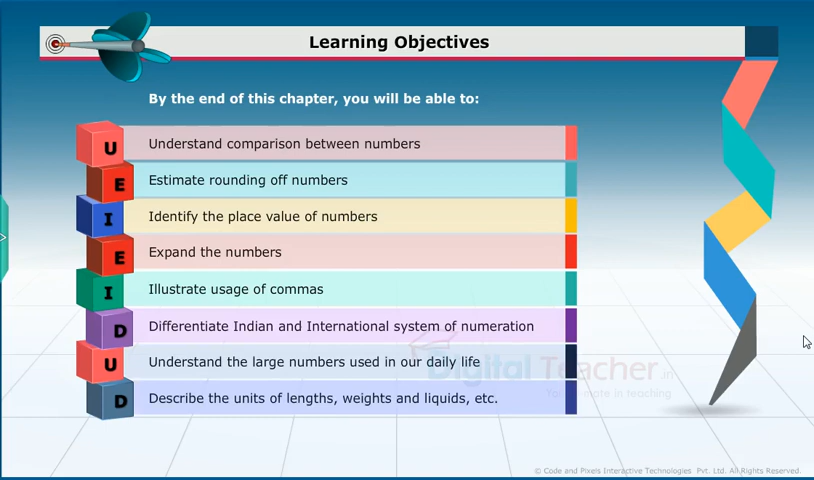 Learning Objectives
By the end of this chapter, you will be able to:
U Understand comparison between numbers
E Estimate rounding off numbers
I Identify the place value of numbers
E Expand the numbers
I Illustrate usage of commas
D Differentiate Indian and International system of numeration
U Understand the large numbers used in our daily life
D Describe the units of lengths, weights and liquids, etc.
Digital Teacher.in
in teaching
© Code and Pixels Interactive Technologies Pvt. Ltd. All Rights Reserved.